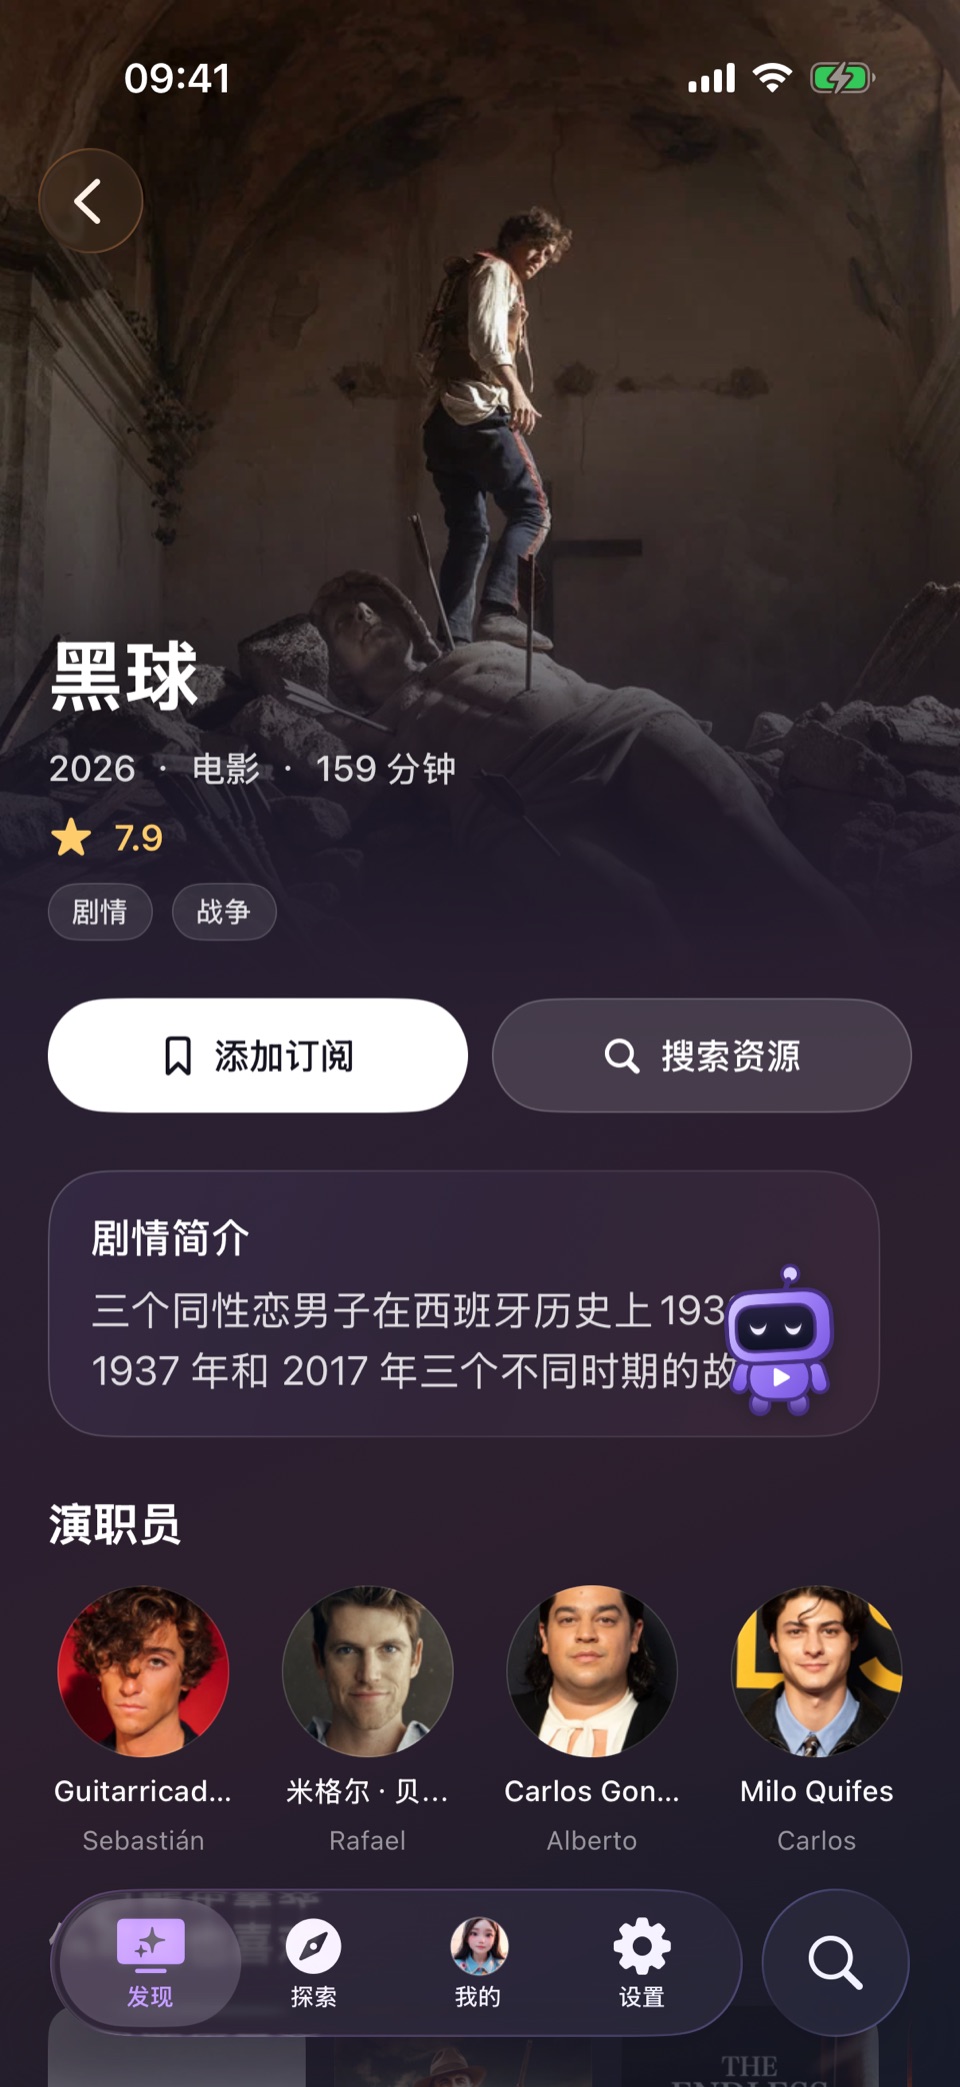 09:41
黑球
2026 · 电影 · 159 分钟
7.9
剧情 战争
添加订阅 搜索资源
剧情简介
三个同性恋男子在西班牙历史上 193
1937 年和 2017 年三个不同时期的故
演职员
Guitarricad... 米格尔 · 贝... Carlos Gon... Milo Quifes
Sebastián Rafael Alberto Carlos
发现 探索 我的 设置
THE
ENDLESS